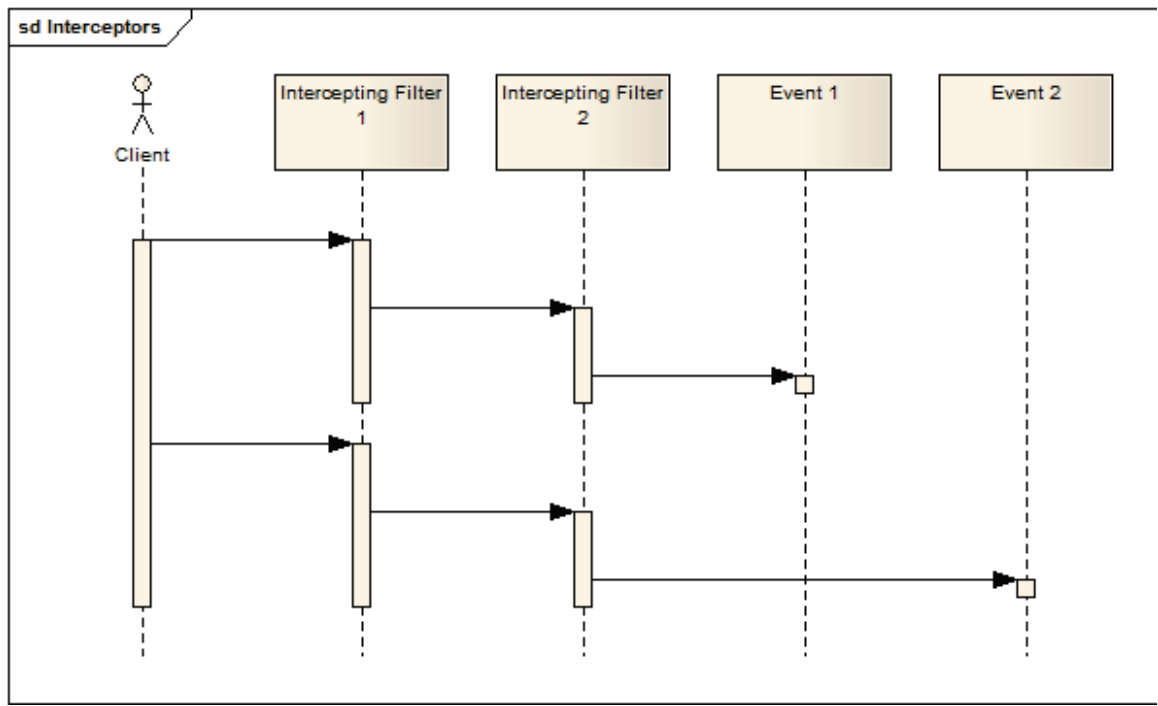 sd Interceptors
Client
Intercepting Filter
1
Intercepting Filter
2
Event 1
Event 2